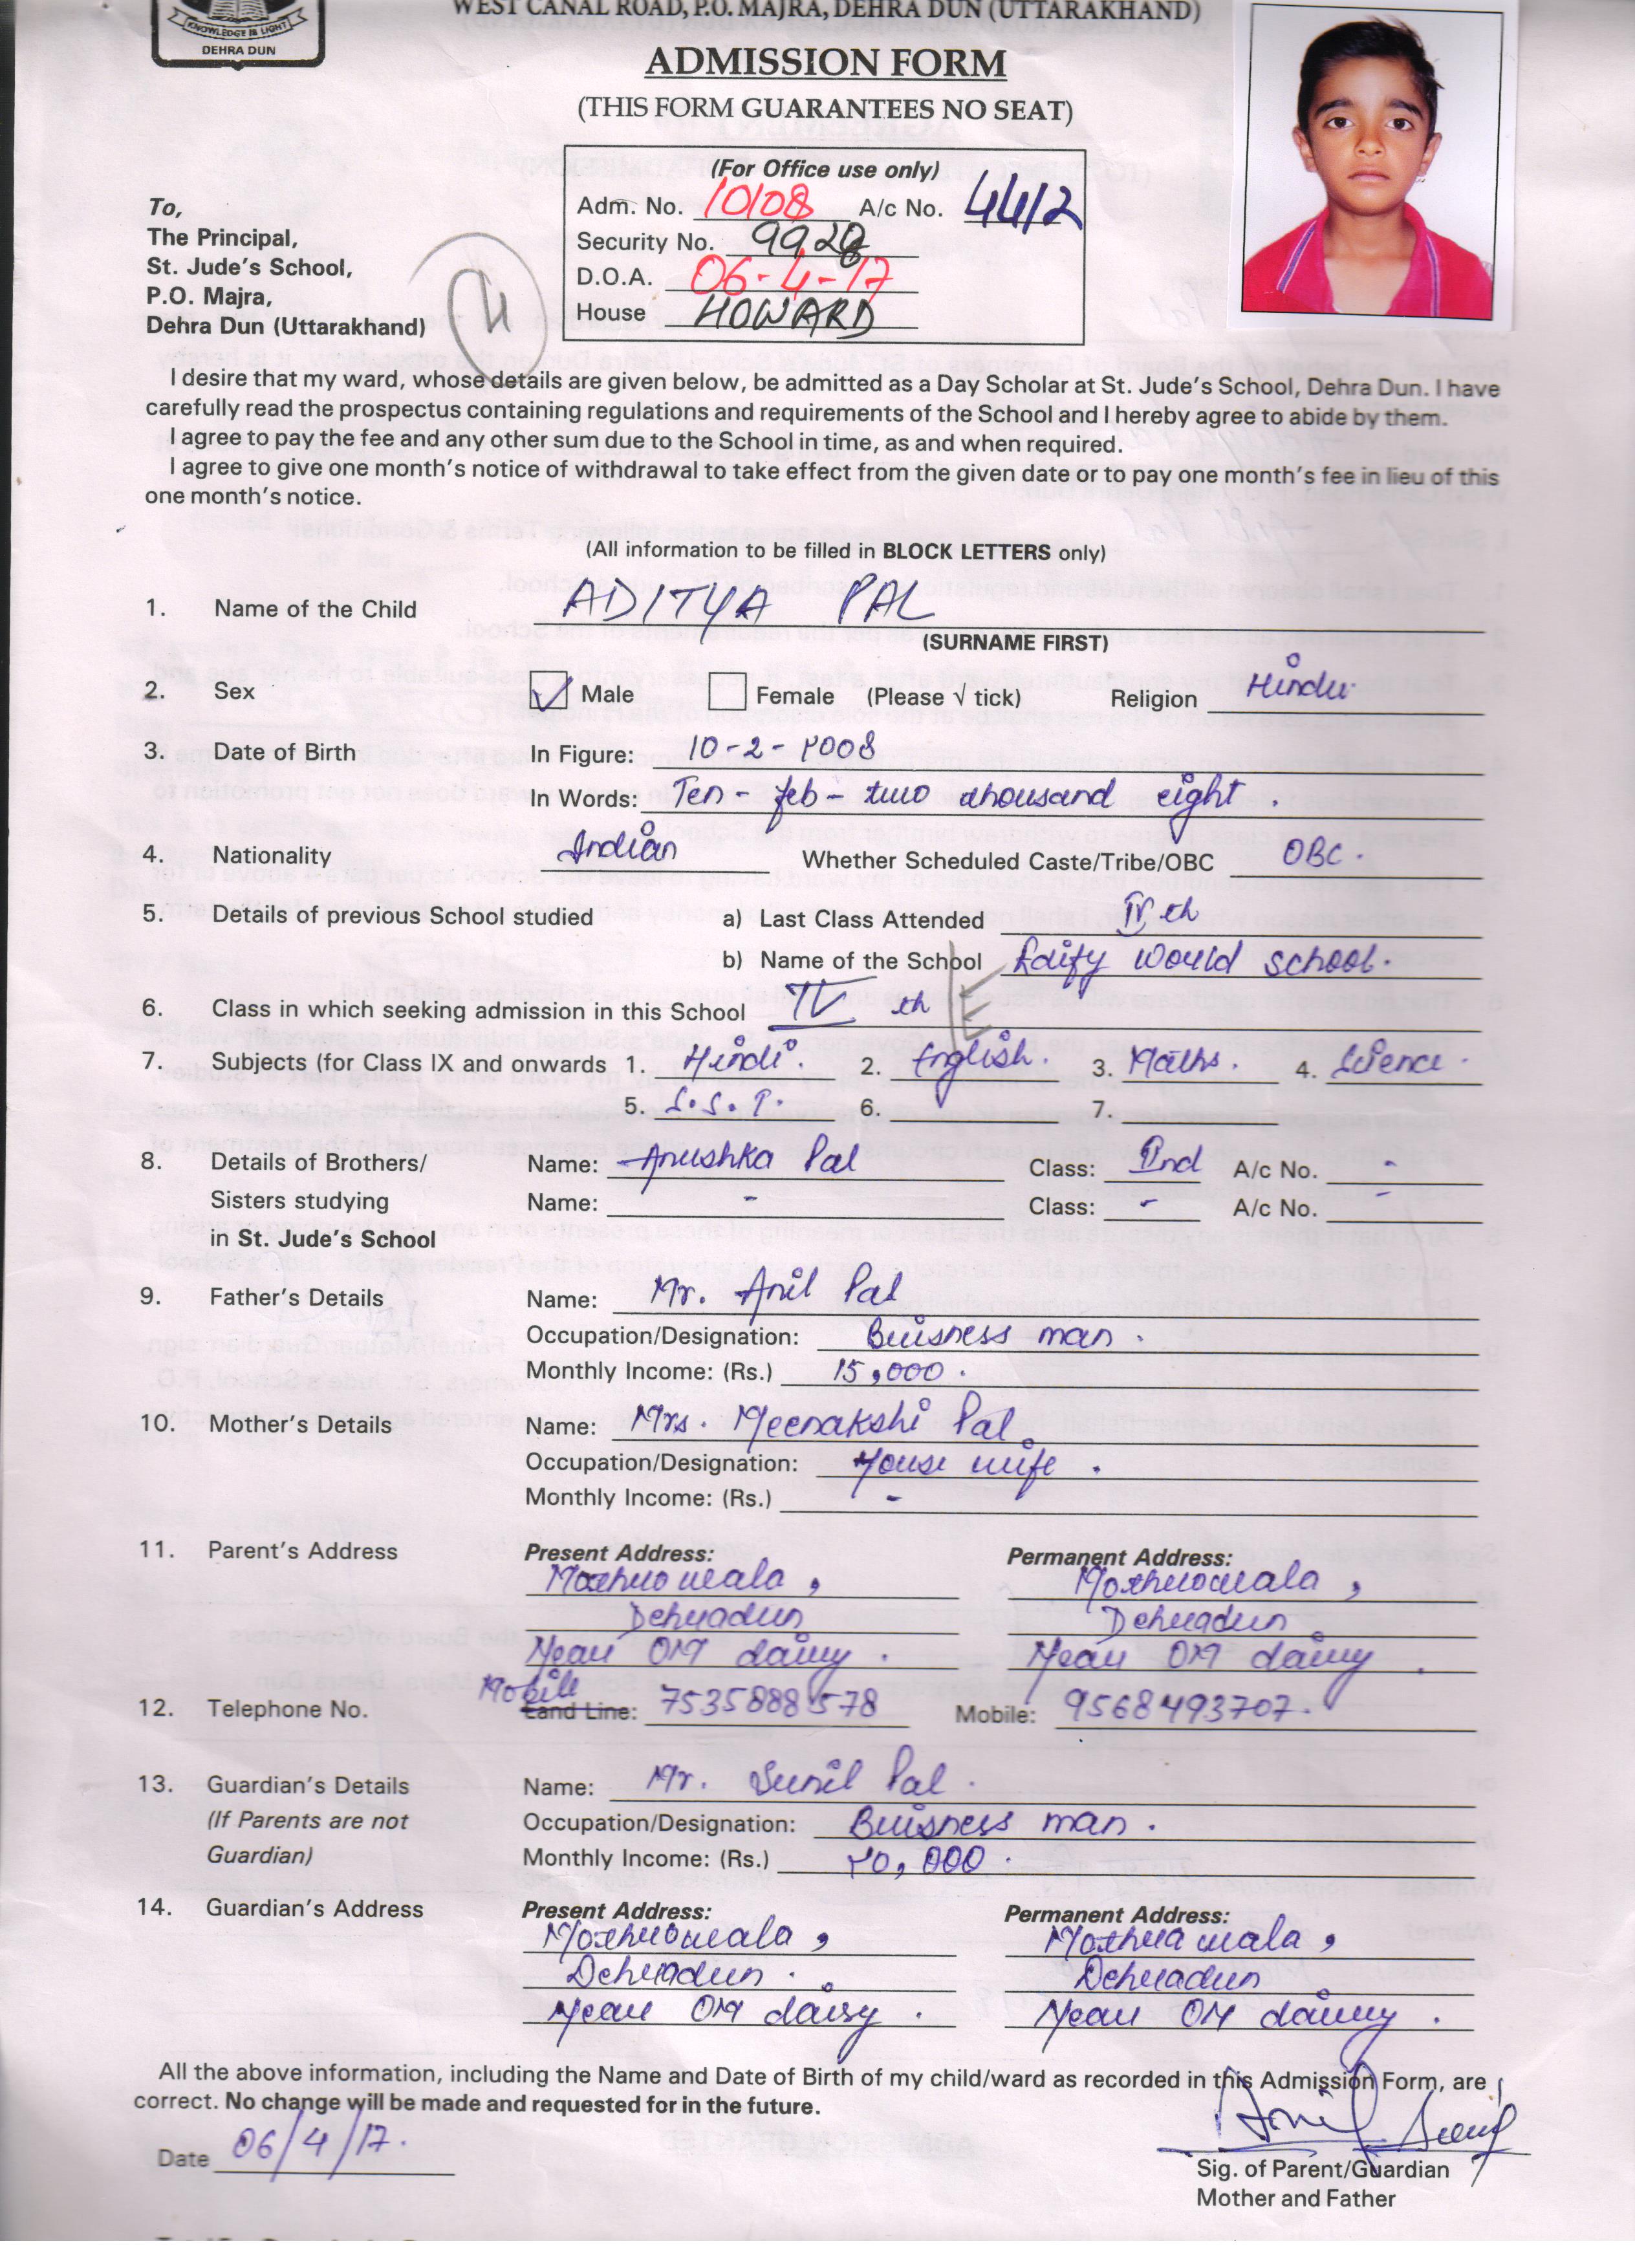 WEST CANAL ROAD, P.O. MAJRA, DEHRA DUN (UTTARAKHAND)
KNOWLEDGE IS LIGHT
DEHRA DUN
ADMISSION FORM
(THIS FORM GUARANTEES NO SEAT)
(For Office use only)
Adm. No. 10108 A/c No. 4412
Security No. 9928
D.O.A. 06-4-17
House HOWARD
To,
The Principal,
St. Jude's School,
P.O. Majra,
Dehra Dun (Uttarakhand)
I desire that my ward, whose details are given below, be admitted as a Day Scholar at St. Jude's School, Dehra Dun. I have
carefully read the prospectus containing regulations and requirements of the School and I hereby agree to abide by them.
I agree to pay the fee and any other sum due to the School in time, as and when required.
I agree to give one month's notice of withdrawal to take effect from the given date or to pay one month's fee in lieu of this
one month's notice.
(All information to be filled in BLOCK LETTERS only)
1. Name of the Child ADITYA PAL
(SURNAME FIRST)
2. Sex Male Female (Please √ tick) Religion Hindu
3. Date of Birth In Figure: 10-2-2008
In Words: Ten - feb - two thousand eight .
4. Nationality Indian Whether Scheduled Caste/Tribe/OBC OBC .
5. Details of previous School studied a) Last Class Attended IV th
b) Name of the School Edify would school.
6. Class in which seeking admission in this School IV th
7. Subjects (for Class IX and onwards 1. Hindi. 2. English. 3. Maths. 4. Science .
5. S.S.T. 6. 7.
8. Details of Brothers/ Name: Anushka Pal Class: IInd A/c No. -
Sisters studying Name: - Class: - A/c No. -
in St. Jude's School
9. Father's Details Name: Mr. Anil Pal
Occupation/Designation: Buisness man .
Monthly Income: (Rs.) 15,000 .
10. Mother's Details Name: Mrs. Meenakshi Pal
Occupation/Designation: House wife .
Monthly Income: (Rs.) -
11. Parent's Address Present Address: Permanent Address:
Mothrowala , Mothrowala ,
Dehradun Dehradun
Near OM dairy . Near OM dairy .
Mobile
12. Telephone No. Land Line: 7535888578 Mobile: 9568493707.
13. Guardian's Details Name: Mr. Sunil Pal .
(If Parents are not Occupation/Designation: Buisness man .
Guardian) Monthly Income: (Rs.) 20,000 .
14. Guardian's Address Present Address: Permanent Address:
Mothrowala , Mothrawala ,
Dehradun . Dehradun
Near OM dairy . Near OM dairy .
All the above information, including the Name and Date of Birth of my child/ward as recorded in this Admission Form, are
correct. No change will be made and requested for in the future.
Date 06/4/17.
Sig. of Parent/Guardian
Mother and Father